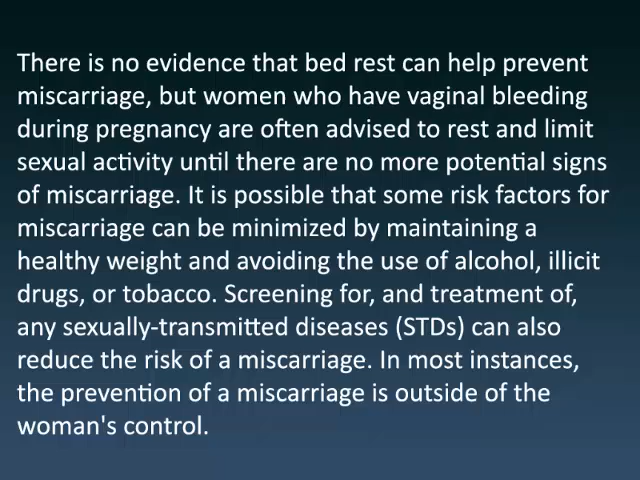 There is no evidence that bed rest can help prevent
miscarriage, but women who have vaginal bleeding
during pregnancy are often advised to rest and limit
sexual activity until there are no more potential signs
of miscarriage. It is possible that some risk factors for
miscarriage can be minimized by maintaining a
healthy weight and avoiding the use of alcohol, illicit
drugs, or tobacco. Screening for, and treatment of,
any sexually-transmitted diseases (STDs) can also
reduce the risk of a miscarriage. In most instances,
the prevention of a miscarriage is outside of the
woman's control.